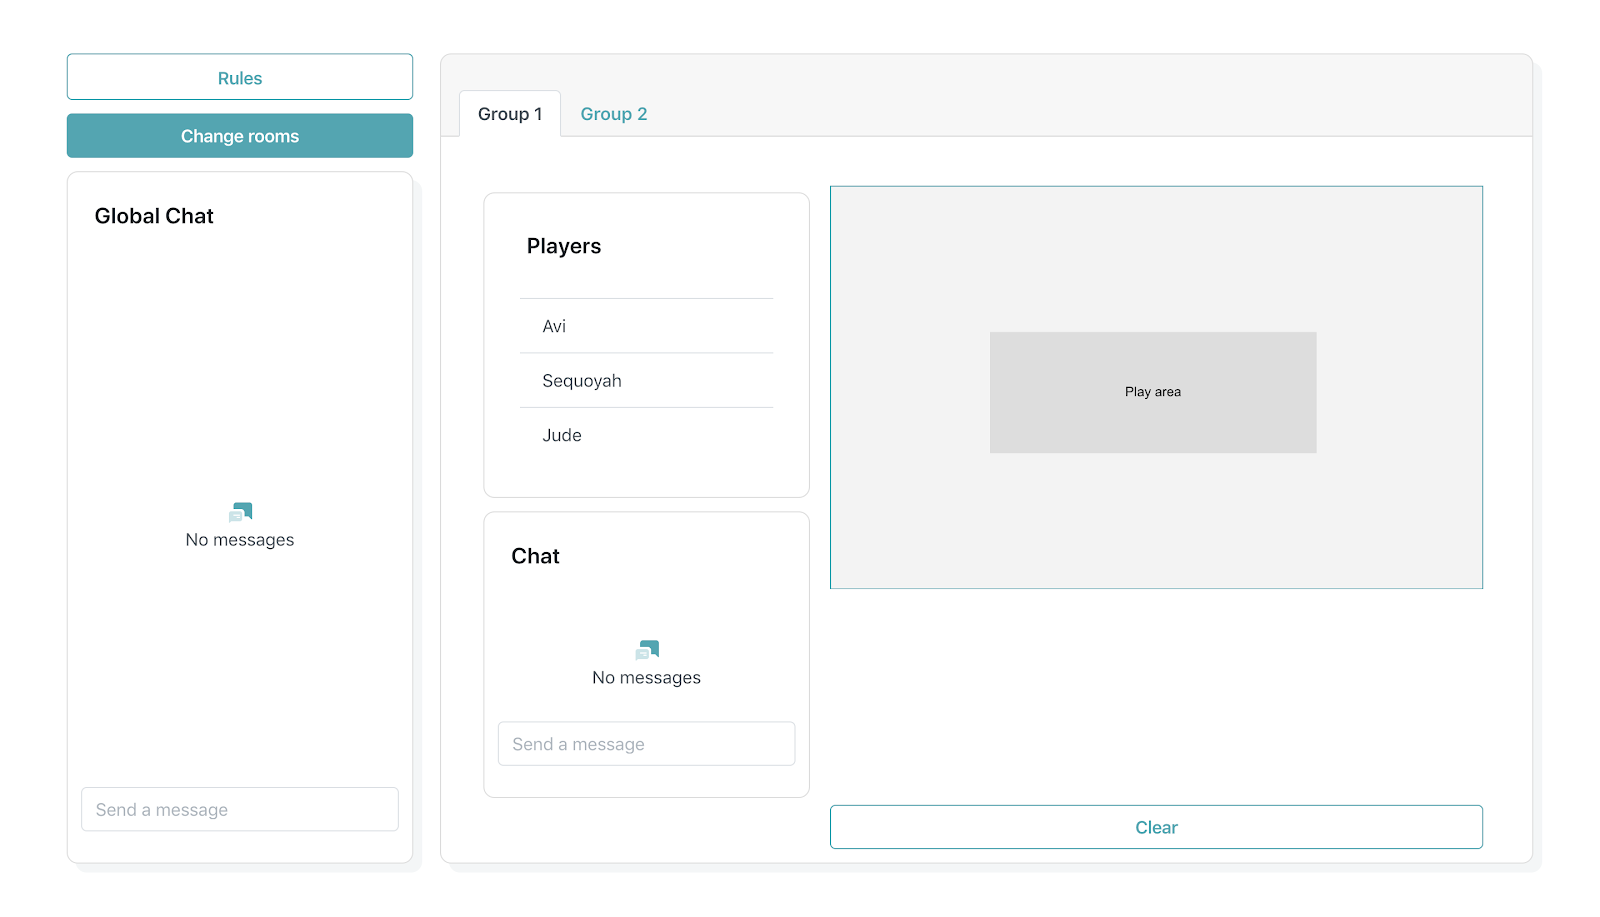 Rules
Change rooms
Global Chat
No messages
Send a message
Group 1
Group 2
Players
Avi
Sequoyah
Jude
Chat
No messages
Send a message
Play area
Clear